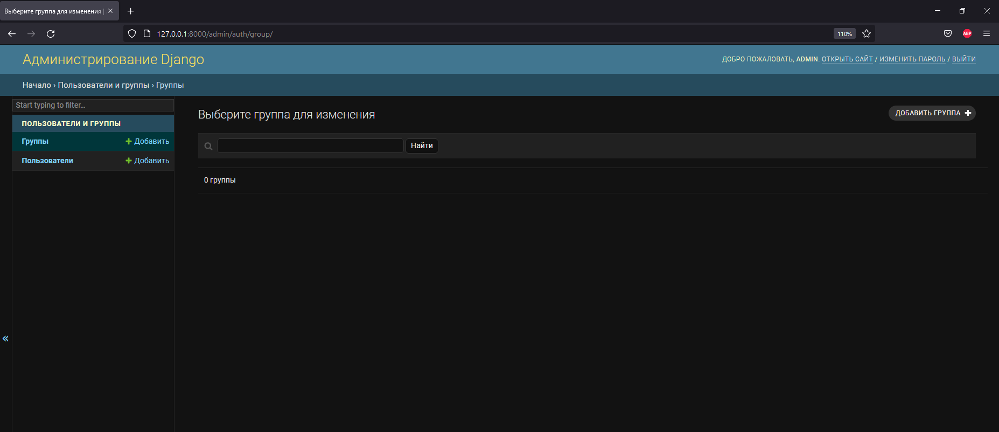 Выберите группа для изменения |
127.0.0.1:8000/admin/auth/group/
110%
ABP
Администрирование Django
ДОБРО ПОЖАЛОВАТЬ, ADMIN. ОТКРЫТЬ САЙТ / ИЗМЕНИТЬ ПАРОЛЬ / ВЫЙТИ
Начало › Пользователи и группы › Группы
Start typing to filter...
ПОЛЬЗОВАТЕЛИ И ГРУППЫ
Группы
Добавить
Пользователи
Добавить
Выберите группа для изменения
ДОБАВИТЬ ГРУППА
Найти
0 группы